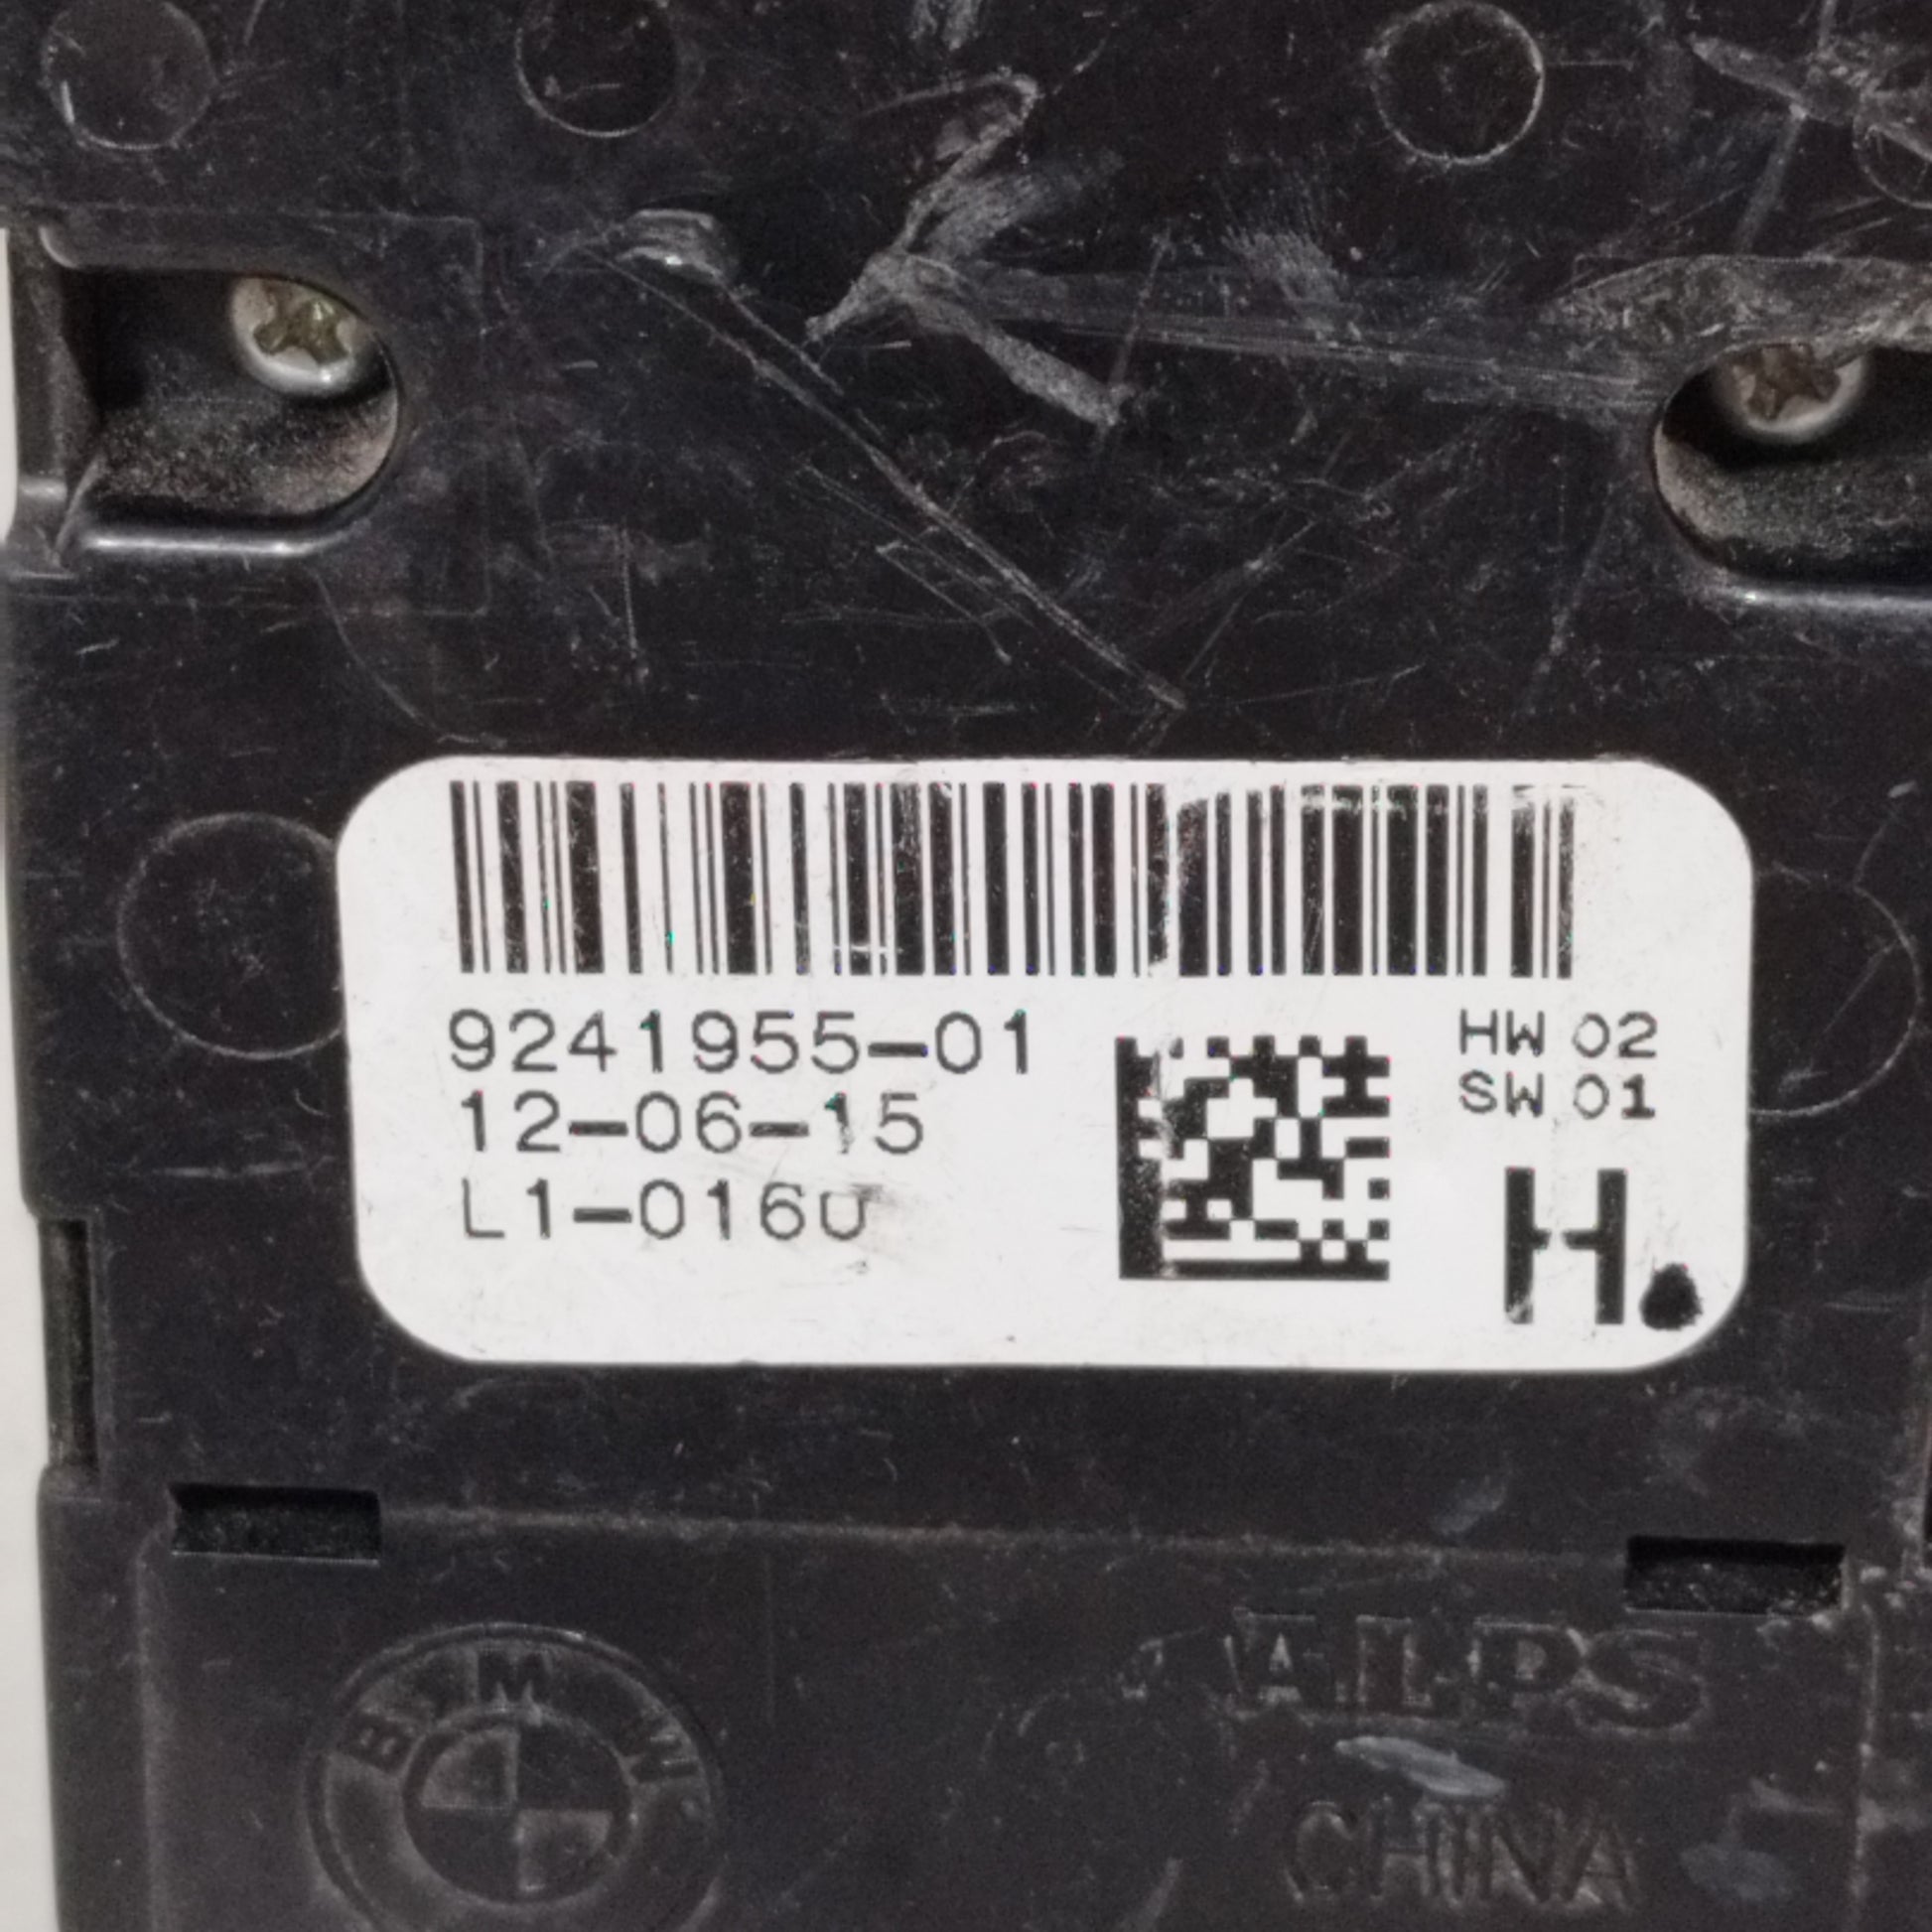 9241955-01
12-06-15
L1-0160
HW 02
SW 01
H.
BMW
ALPS
CHINA